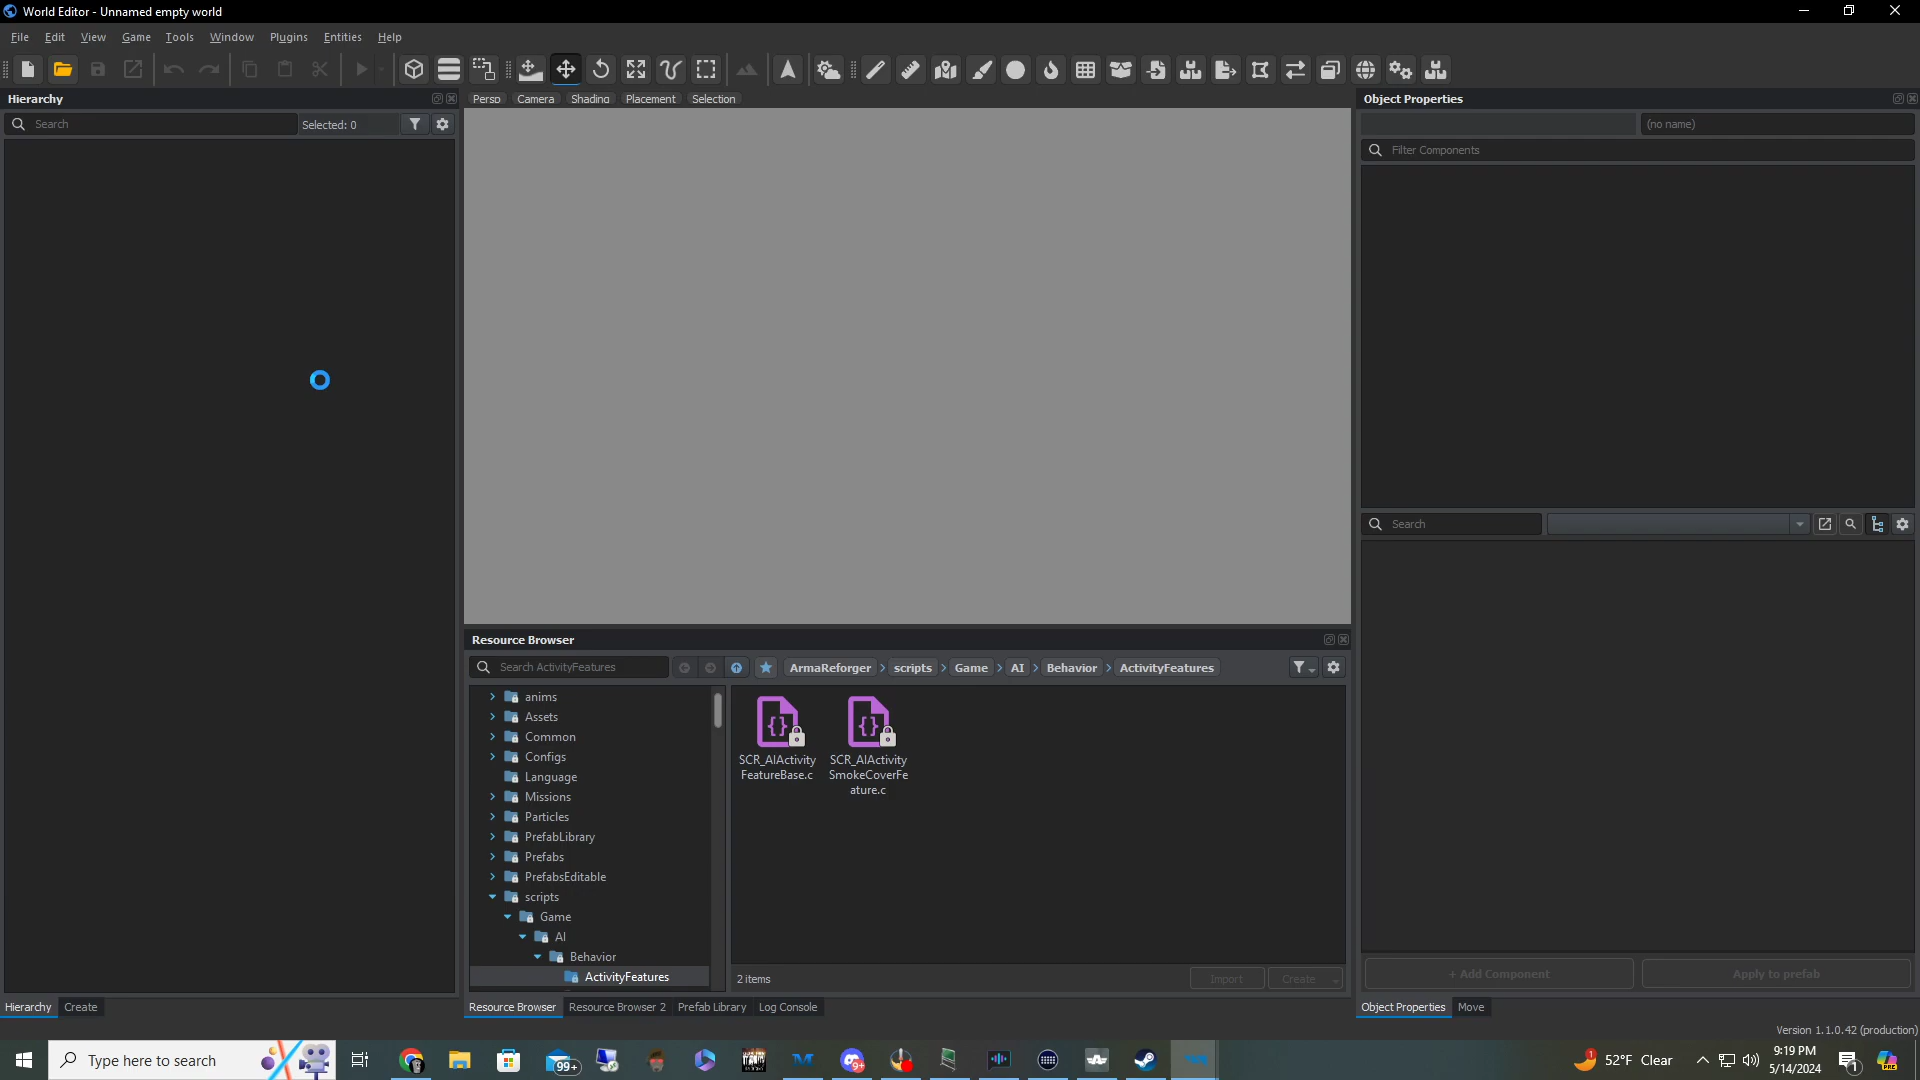 World Editor - Unnamed empty world
File Edit View Game Tools Window Plugins Entities Help
Hierarchy
Search
Selected: 0
Persp Camera Shading Placement Selection
Object Properties
(no name)
Filter Components
Search
Resource Browser
Search ActivityFeatures
ArmaReforger > scripts > Game > AI > Behavior > ActivityFeatures
anims
Assets
Common
Configs
Language
Missions
Particles
PrefabLibrary
Prefabs
PrefabsEditable
scripts
Game
AI
Behavior
ActivityFeatures
SCR_AIActivity
FeatureBase.c
SCR_AIActivity
SmokeCoverFe
ature.c
2 items
Import
Create
+ Add Component
Apply to prefab
Hierarchy Create
Resource Browser Resource Browser 2 Prefab Library Log Console
Object Properties Move
Version 1.1.0.42 (production)
Type here to search
99+
9+
1
52°F Clear
9:19 PM
5/14/2024
1
PRE